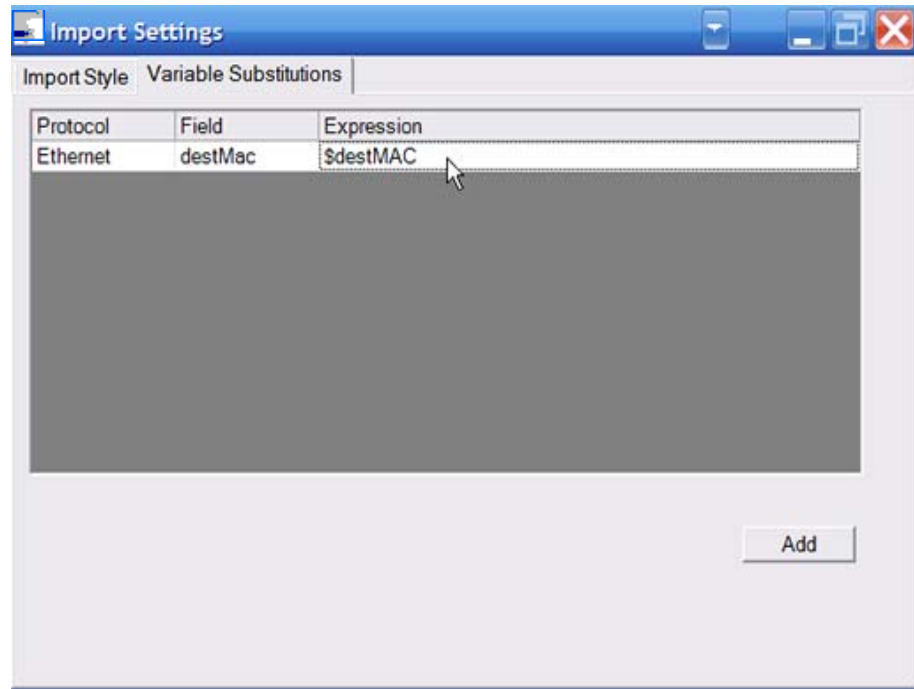 Import Settings
Import Style Variable Substitutions
Protocol Field Expression
Ethernet destMac $destMAC
Add